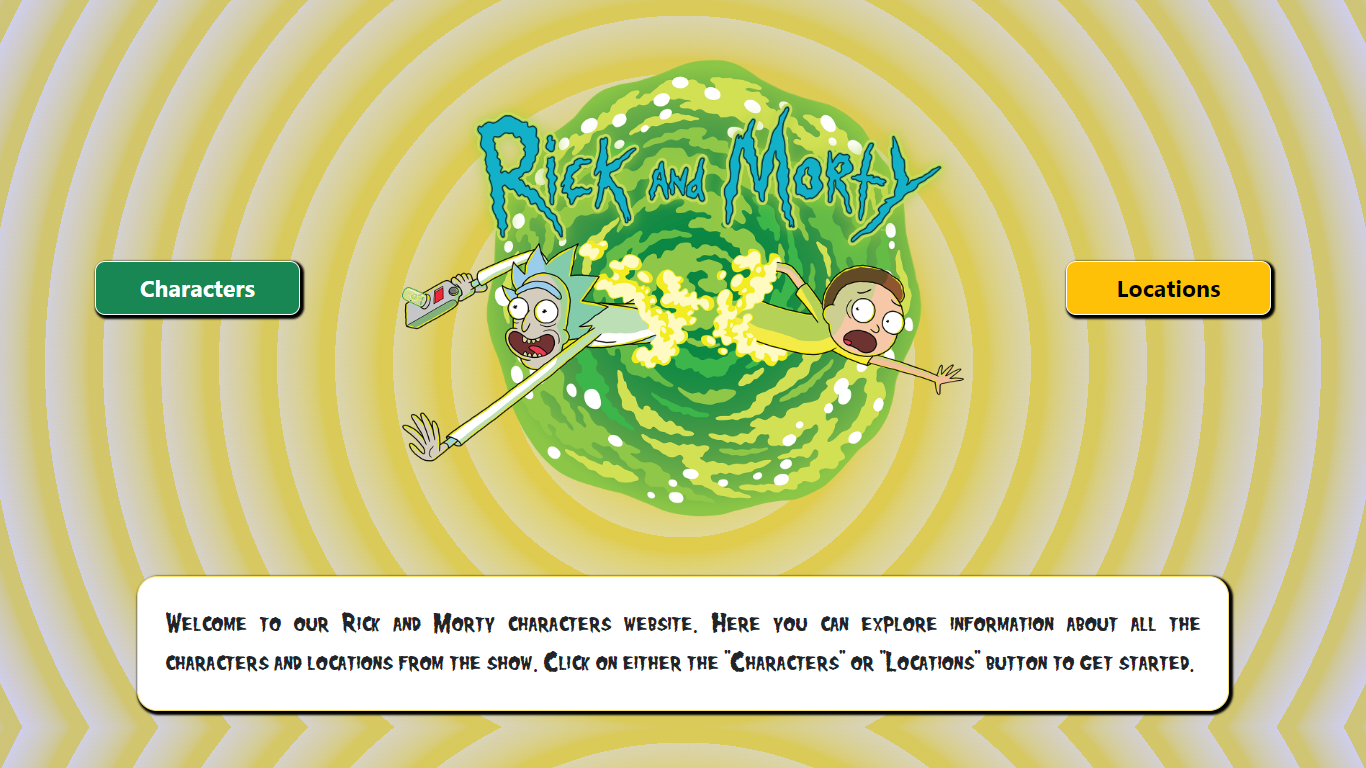 Rick and Morty
Characters
Locations
Welcome to our Rick and Morty characters website. Here you can explore information about all the
characters and locations from the show. Click on either the "Characters" or "Locations" button to get started.